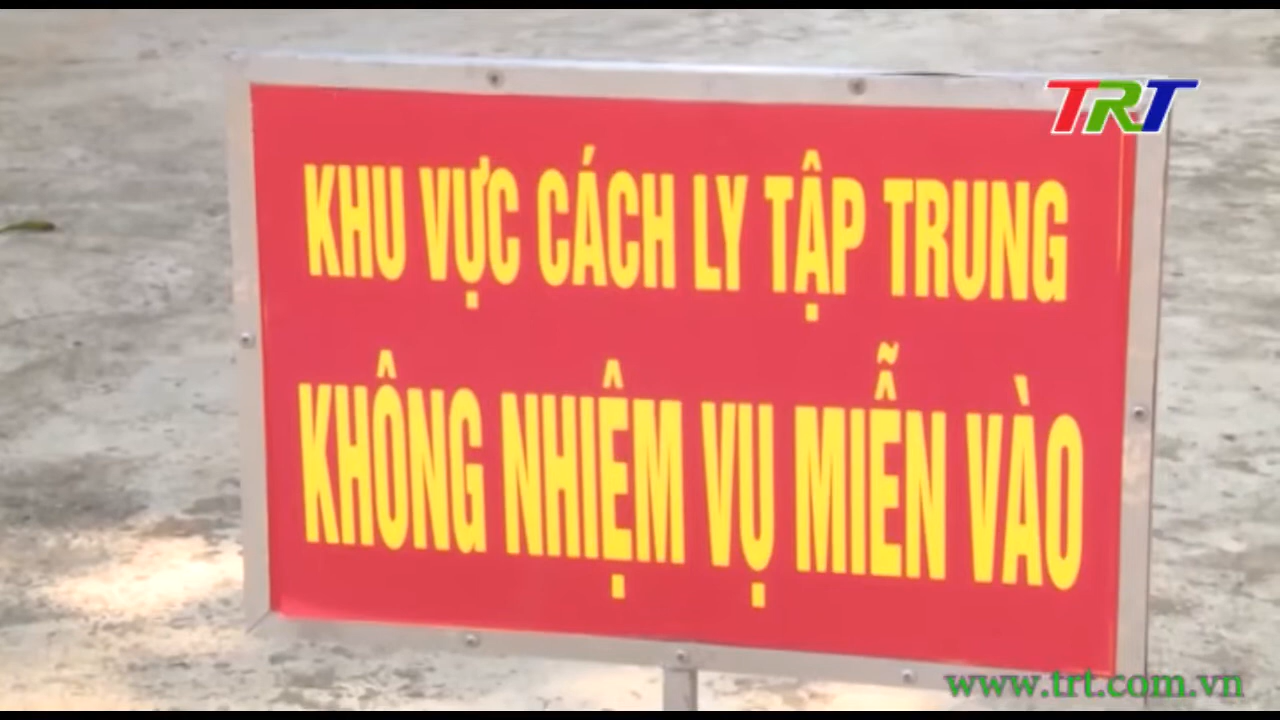 TRT
KHU VỰC CÁCH LY TẬP TRUNG
KHÔNG NHIỆM VỤ MIỄN VÀO
www.trt.com.vn